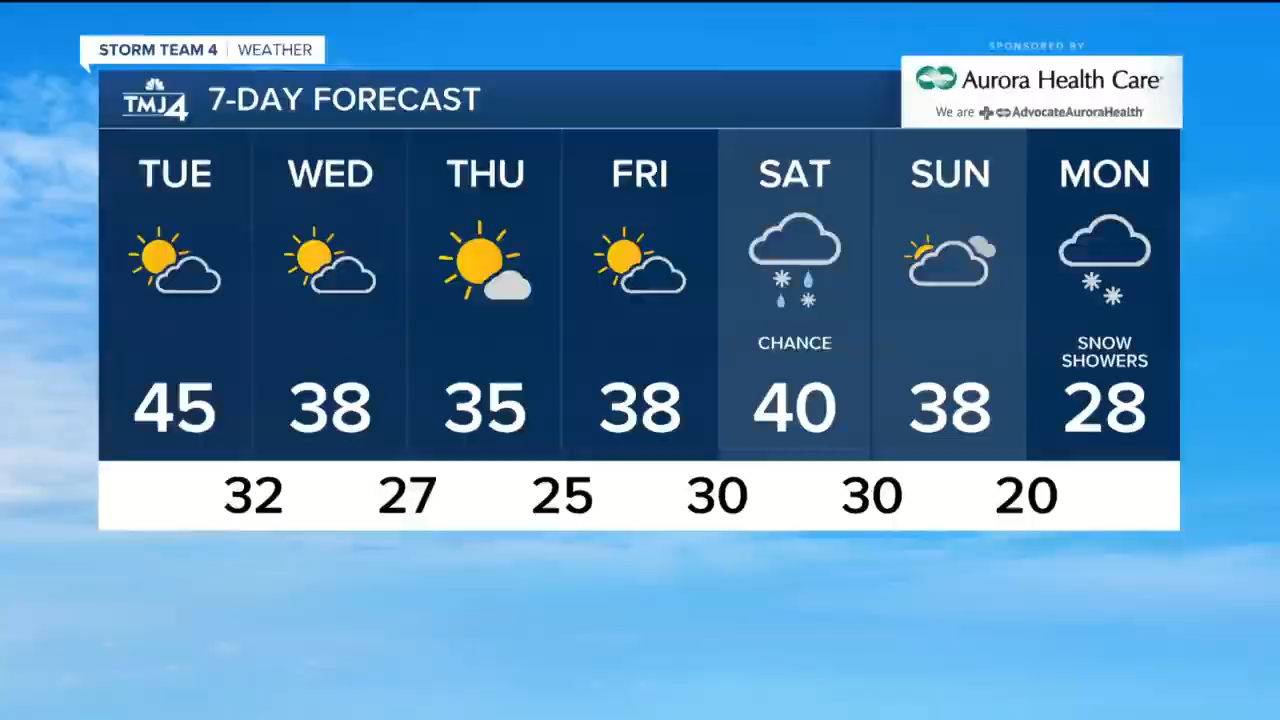 STORM TEAM 4 | WEATHER
SPONSORED BY
Aurora Health Care
We are AdvocateAuroraHealth
TMJ4 7-DAY FORECAST
TUE WED THU FRI SAT SUN MON
CHANCE SNOW SHOWERS
45 38 35 38 40 38 28
32 27 25 30 30 20